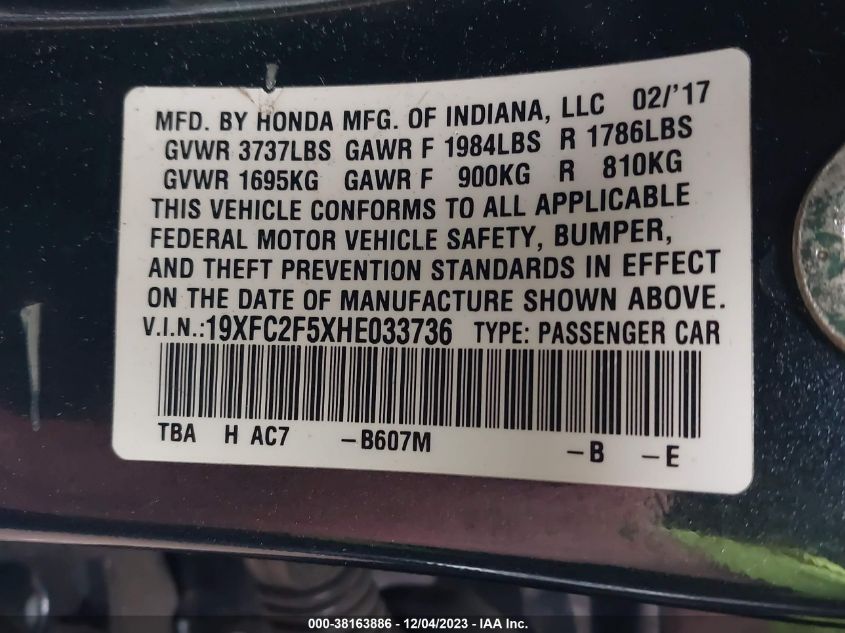 MFD. BY HONDA MFG. OF INDIANA, LLC 02/'17
GVWR 3737LBS GAWR F 1984LBS R 1786LBS
GVWR 1695KG GAWR F 900KG R 810KG
THIS VEHICLE CONFORMS TO ALL APPLICABLE
FEDERAL MOTOR VEHICLE SAFETY, BUMPER,
AND THEFT PREVENTION STANDARDS IN EFFECT
ON THE DATE OF MANUFACTURE SHOWN ABOVE.
V.I.N.:19XFC2F5XHE033736 TYPE: PASSENGER CAR
TBA H AC7 –B607M –B –E
000-38163886 - 12/04/2023 - IAA Inc.